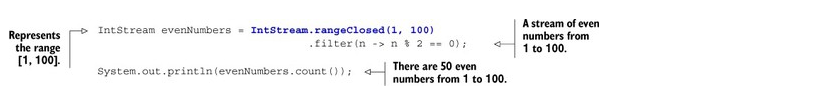 Represents
the range
[1, 100].
IntStream evenNumbers = IntStream.rangeClosed(1, 100)
.filter(n -> n % 2 == 0);
A stream of even
numbers from
1 to 100.
System.out.println(evenNumbers.count());
There are 50 even
numbers from 1 to 100.